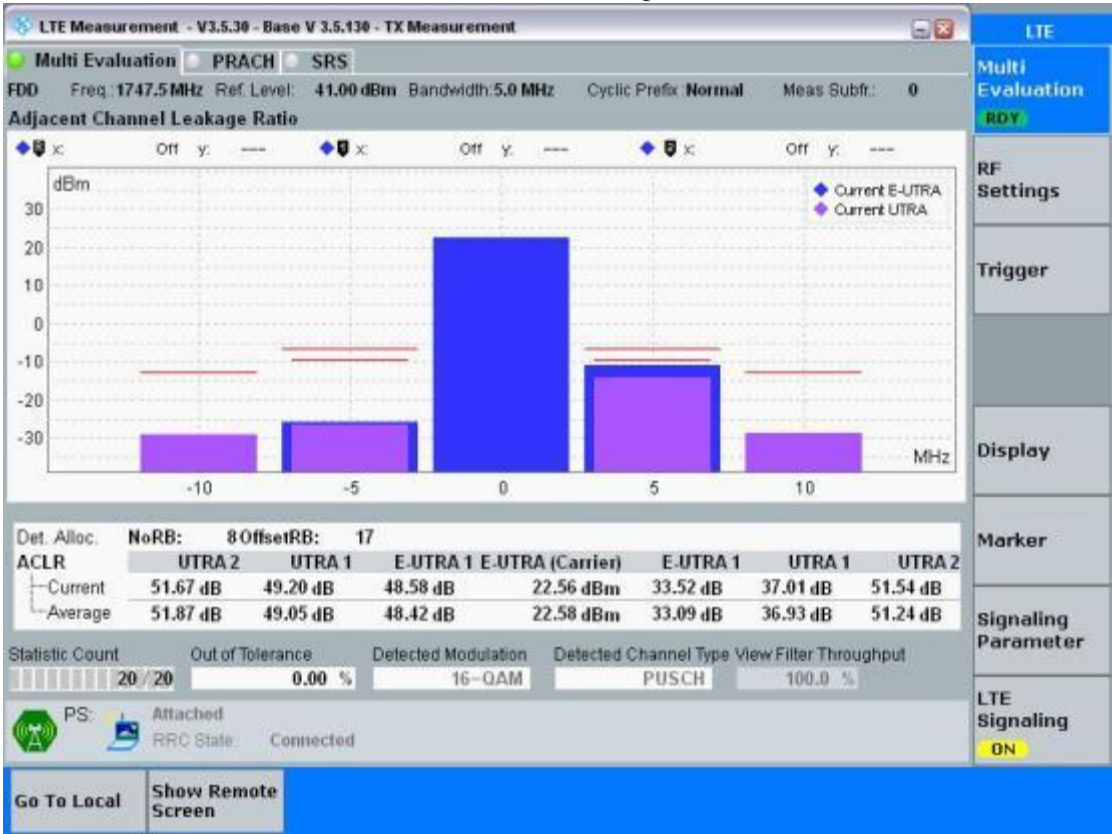 LTE Measurement - V3.5.30 - Base V 3.5.130 - TX Measurement
LTE
Multi Evaluation PRACH SRS
Multi Evaluation
RDY
FDD Freq.: 1747.5 MHz Ref. Level: 41.00 dBm Bandwidth: 5.0 MHz Cyclic Prefix : Normal Meas Subfr.: 0
Adjacent Channel Leakage Ratio
x: Off y: --- x: Off y: --- x: Off y: ---
dBm
Current E-UTRA
Current UTRA
30
20
10
0
-10
-20
-30
MHz
-10 -5 0 5 10
RF Settings
Trigger
Display
Marker
Signaling Parameter
LTE Signaling
ON
Det. Alloc. NoRB: 8 OffsetRB: 17
ACLR UTRA 2 UTRA 1 E-UTRA 1 E-UTRA (Carrier) E-UTRA 1 UTRA 1 UTRA 2
Current 51.67 dB 49.20 dB 48.58 dB 22.56 dBm 33.52 dB 37.01 dB 51.54 dB
Average 51.87 dB 49.05 dB 48.42 dB 22.58 dBm 33.09 dB 36.93 dB 51.24 dB
Statistic Count Out of Tolerance Detected Modulation Detected Channel Type View Filter Throughput
20 / 20 0.00 % 16-QAM PUSCH 100.0 %
PS: Attached
RRC State: Connected
Go To Local Show Remote Screen